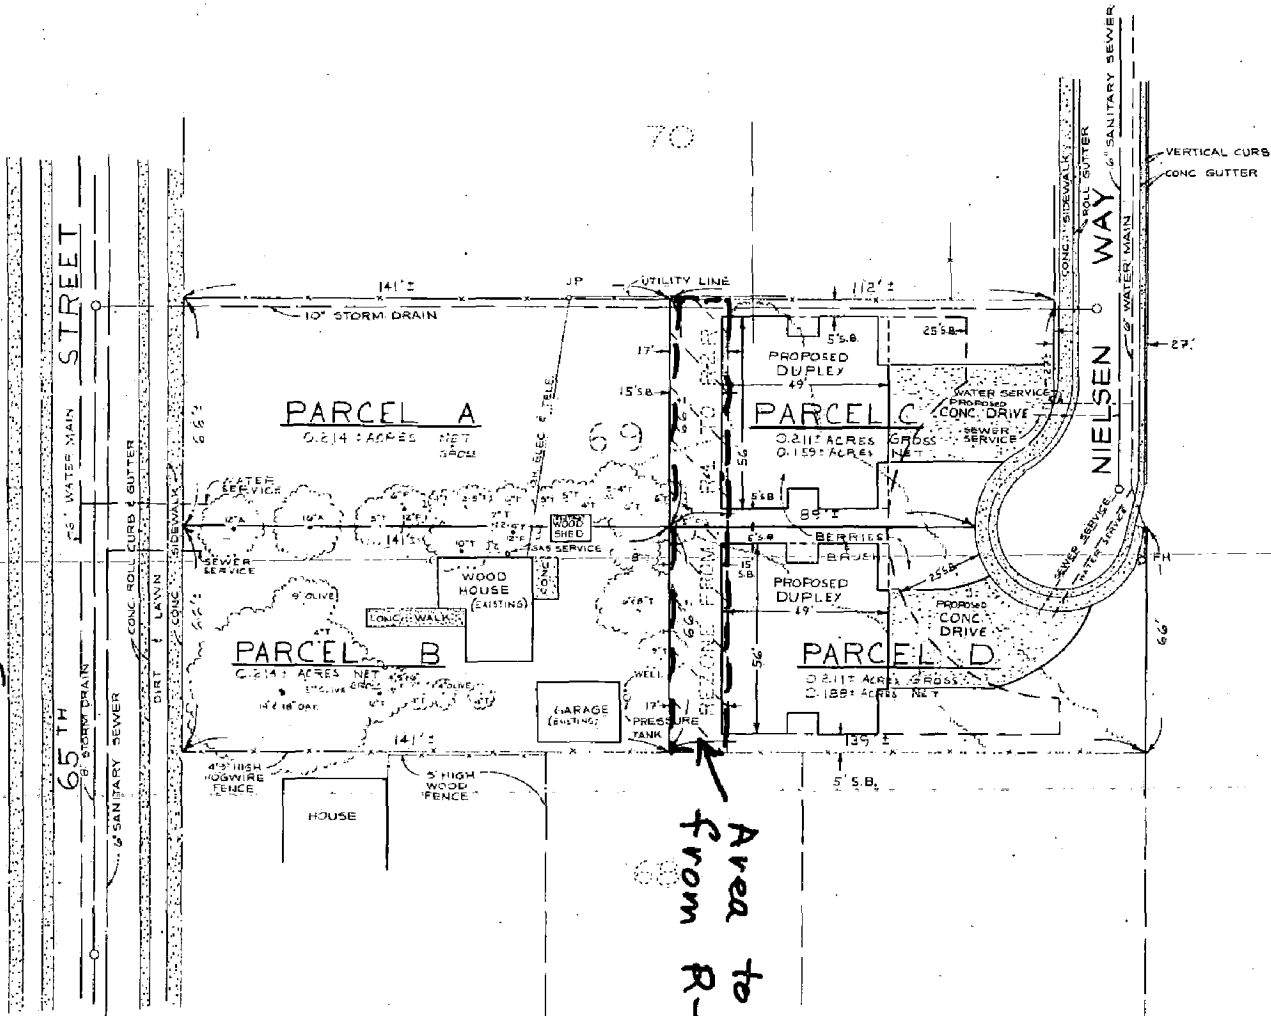 70
6" SANITARY SEWER
VERTICAL CURB
CONC GUTTER
CONC. SIDEWALK
ROLL GUTTER
NIELSEN WAY
6" WATER MAIN
27'
65TH STREET
WATER MAIN
8" STORM DRAIN
6" SANITARY SEWER
CONC. ROLL CURB & GUTTER
DIRT & LAWN
CONC. SIDEWALK
141'±
JP
UTILITY LINE
112'±
10" STORM DRAIN
17'
15' S.B.
5' S.B.
25' S.B.
PROPOSED
DUPLEX
49'
56'
PARCEL A
0.214± ACRES NET
69
66'±
PARCEL C
0.211± ACRES GROSS
0.159± ACRES NET
WATER SERVICE
PROPOSED
CONC. DRIVE
SEWER
SERVICE
REZONE FROM
WATER
SERVICE
SEWER
SERVICE
141'±
WOOD
SHED
GAS SERVICE
5' S.B.
89'±
BERRIES
BRUSH
5' S.B.
15'
S.B.
25' S.B.
SEWER SERVICE
WATER SERVICE
FH
WOOD
HOUSE
(EXISTING)
CONC.
CONC. WALK
9" OLIVE
66'±
PROPOSED
DUPLEX
49'
56'
PROPOSED
CONC.
DRIVE
66'
PARCEL B
0.214± ACRES NET
PARCEL D
0.211± ACRES GROSS
0.188± ACRES NET
WELL
17'
PRESSURE
TANK
GARAGE
(EXISTING)
141'±
139'±
5' S.B.
HOGWIRE
FENCE
5' HIGH
WOOD
FENCE
HOUSE
68
Area to
from R-